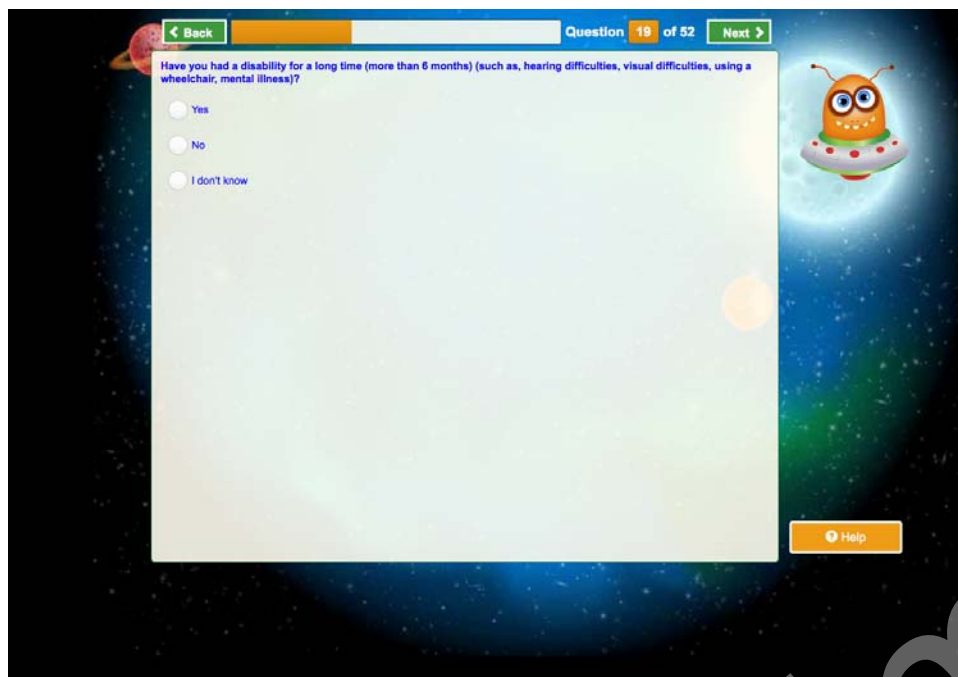 Back
Question 19 of 52
Next
Have you had a disability for a long time (more than 6 months) (such as, hearing difficulties, visual difficulties, using a
wheelchair, mental illness)?
Yes
No
I don't know
Help